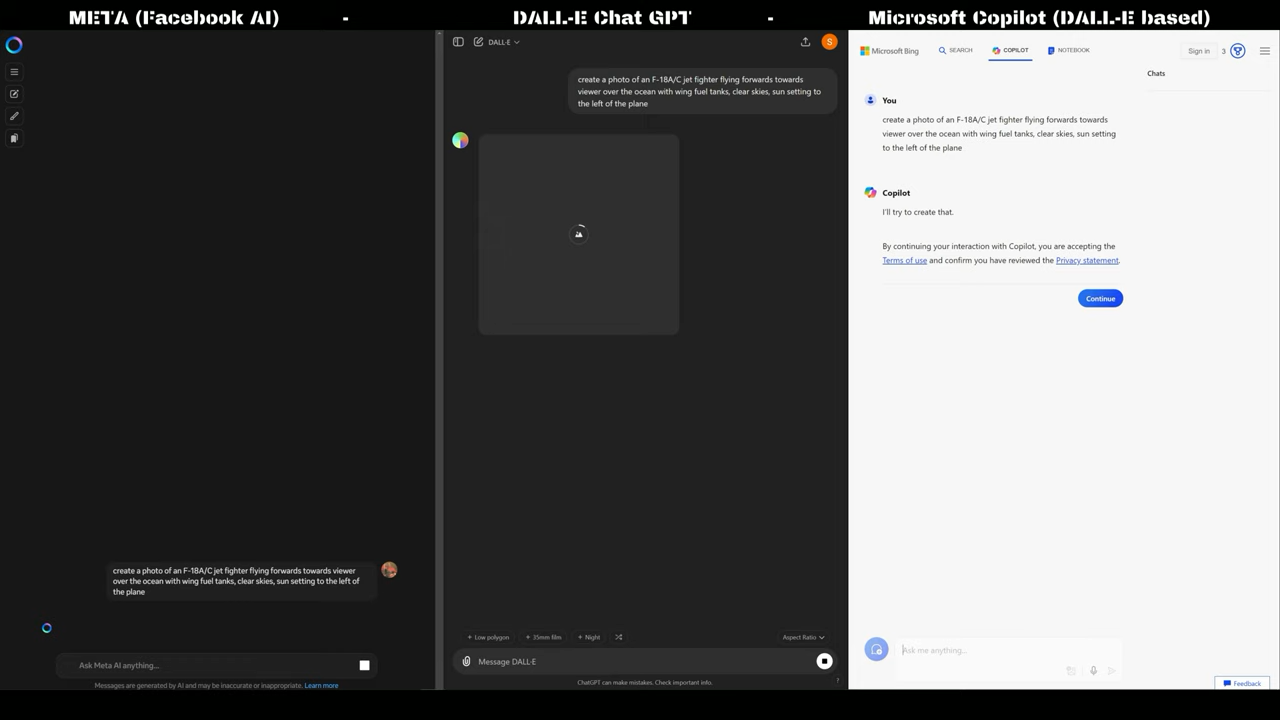 META (Facebook AI) - DALL-E Chat GPT - Microsoft Copilot (DALL-E based)
DALL-E
S
create a photo of an F-18A/C jet fighter flying forwards towards
viewer over the ocean with wing fuel tanks, clear skies, sun setting to
the left of the plane
Microsoft Bing
SEARCH
COPILOT
NOTEBOOK
Sign in
3
Chats
You
create a photo of an F-18A/C jet fighter flying forwards towards
viewer over the ocean with wing fuel tanks, clear skies, sun setting
to the left of the plane
Copilot
I'll try to create that.
By continuing your interaction with Copilot, you are accepting the
Terms of use and confirm you have reviewed the Privacy statement.
Continue
create a photo of an F-18A/C jet fighter flying forwards towards viewer
over the ocean with wing fuel tanks, clear skies, sun setting to the left of
the plane
Ask Meta AI anything...
Messages are generated by AI and may be inaccurate or inappropriate. Learn more
+ Low polygon
+ 35mm film
+ Night
Aspect Ratio
Message DALL·E
ChatGPT can make mistakes. Check important info.
?
Ask me anything...
Feedback